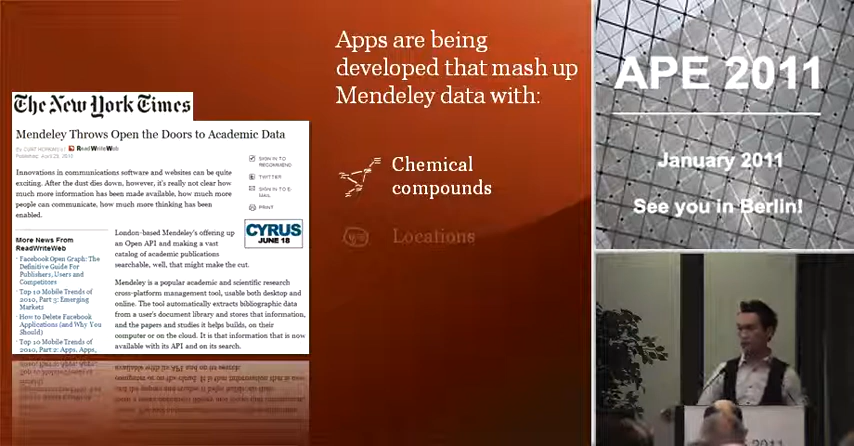 Apps are being
developed that mash up
Mendeley data with:
Chemical
compounds
Locations
The New York Times
Mendeley Throws Open the Doors to Academic Data
By CURT HOPKINS of ReadWriteWeb
Published: April 20, 2010
Innovations in communications software and websites can be quite
exciting. After the dust dies down, however, it's really not clear how
much more information has been made available, how much more
people can communicate, how much more thinking has been
enabled.
SIGN IN TO
RECOMMEND
TWITTER
SIGN IN TO E-
MAIL
PRINT
CYRUS
JUNE 18
More News From
ReadWriteWeb
Facebook Open Graph: The
Definitive Guide For
Publishers, Users and
Competitors
Top 10 Mobile Trends of
2010, Part 3: Emerging
Markets
How to Delete Facebook
Applications (and Why You
Should)
Top 10 Mobile Trends of
2010, Part 2: Apps, Apps,
London-based Mendeley's offering up
an Open API and making a vast
catalog of academic publications
searchable, well, that might make the cut.
Mendeley is a popular academic and scientific research
cross-platform management tool, usable both desktop and
online. The tool automatically extracts bibliographic data
from a user's document library and stores that information,
and the papers and studies it helps builds, on their
computer or on the cloud. It is that information that is now
available with its API and on its search.
APE 2011
January 2011
See you in Berlin!
2011